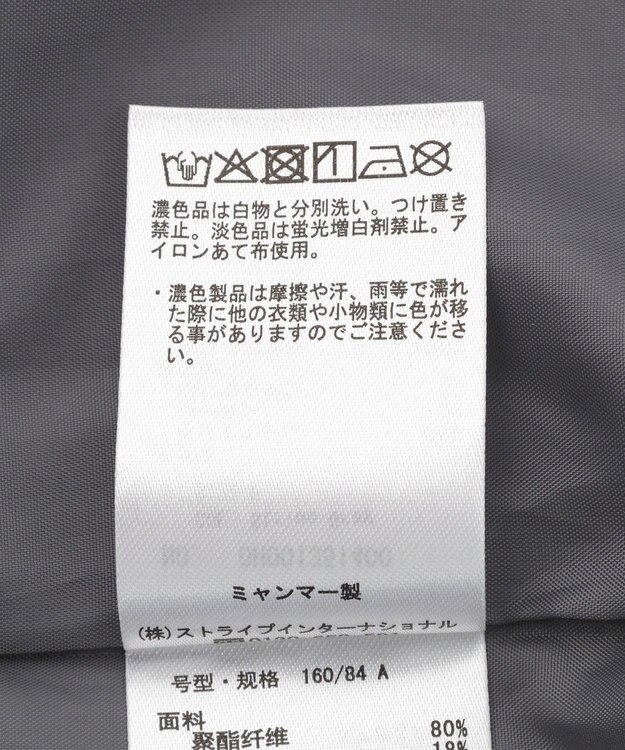 濃色品は白物と分別洗い。つけ置き
禁止。淡色品は蛍光増白剤禁止。ア
イロンあて布使用。
・濃色製品は摩擦や汗、雨等で濡れ
た際に他の衣類や小物類に色が移
る事がありますのでご注意くださ
い。
ミャンマー製
(株)ストライプインターナショナル
号型・规格 160/84 A
面料
聚酯纤维 80%
18%